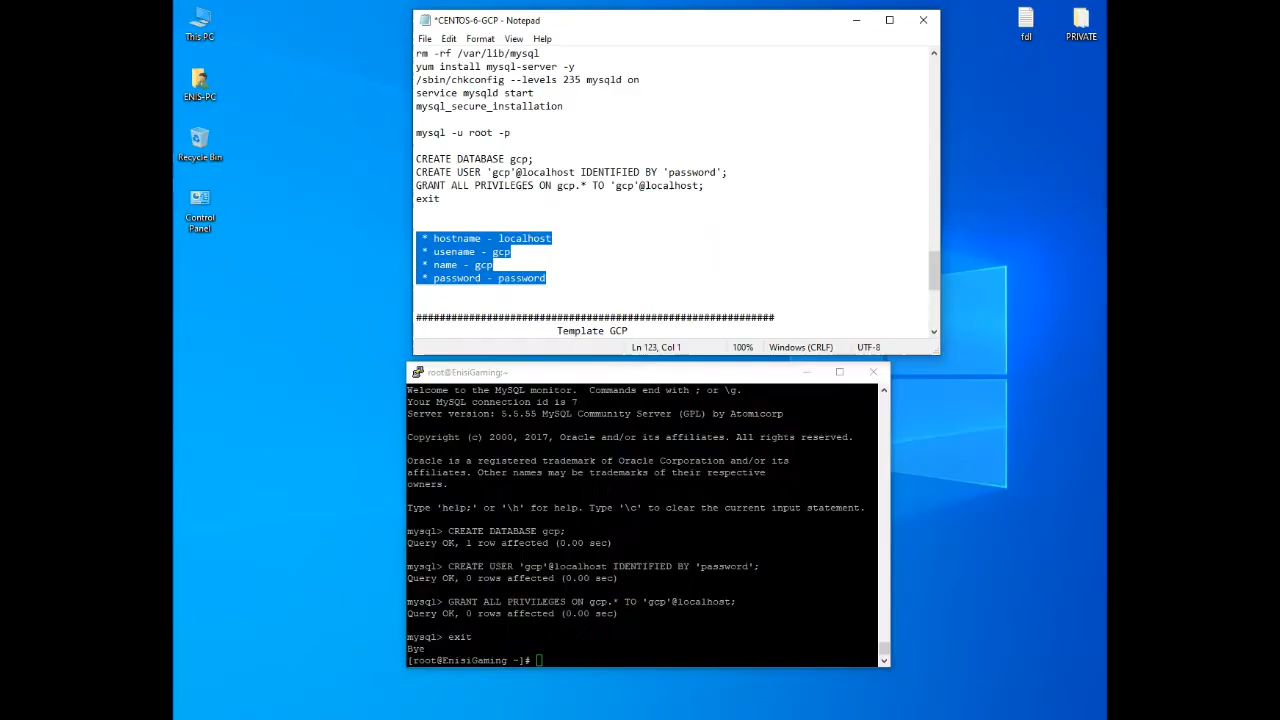 This PC
ENIS-PC
Recycle Bin
Control
Panel
fdl
PRIVATE
*CENTOS-6-GCP - Notepad
File Edit Format View Help
rm -rf /var/lib/mysql
yum install mysql-server -y
/sbin/chkconfig --levels 235 mysqld on
service mysqld start
mysql_secure_installation
mysql -u root -p
CREATE DATABASE gcp;
CREATE USER 'gcp'@localhost IDENTIFIED BY 'password';
GRANT ALL PRIVILEGES ON gcp.* TO 'gcp'@localhost;
exit
* hostname - localhost
* usename - gcp
* name - gcp
* password - password
#############################################################
Template GCP
Ln 123, Col 1 100% Windows (CRLF) UTF-8
root@EnisiGaming:~
Welcome to the MySQL monitor.  Commands end with ; or \g.
Your MySQL connection id is 7
Server version: 5.5.55 MySQL Community Server (GPL) by Atomicorp
Copyright (c) 2000, 2017, Oracle and/or its affiliates. All rights reserved.
Oracle is a registered trademark of Oracle Corporation and/or its
affiliates. Other names may be trademarks of their respective
owners.
Type 'help;' or '\h' for help. Type '\c' to clear the current input statement.
mysql> CREATE DATABASE gcp;
Query OK, 1 row affected (0.00 sec)
mysql> CREATE USER 'gcp'@localhost IDENTIFIED BY 'password';
Query OK, 0 rows affected (0.00 sec)
mysql> GRANT ALL PRIVILEGES ON gcp.* TO 'gcp'@localhost;
Query OK, 0 rows affected (0.00 sec)
mysql> exit
Bye
[root@EnisiGaming ~]#